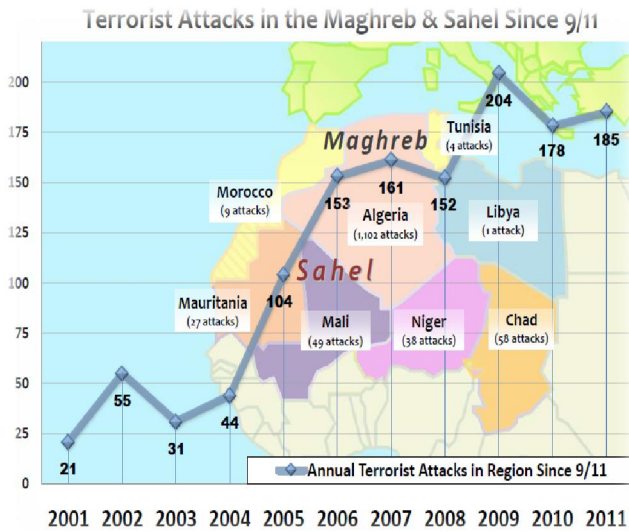 Terrorist Attacks in the Maghreb & Sahel Since 9/11
200
175
150
125
100
75
50
25
0
21
55
31
44
104
153
161
152
204
178
185
Maghreb
Sahel
Tunisia
(4 attacks)
Morocco
(9 attacks)
Algeria
(1,102 attacks)
Libya
(1 attack)
Mauritania
(27 attacks)
Mali
(49 attacks)
Niger
(38 attacks)
Chad
(58 attacks)
Annual Terrorist Attacks in Region Since 9/11
2001 2002 2003 2004 2005 2006 2007 2008 2009 2010 2011